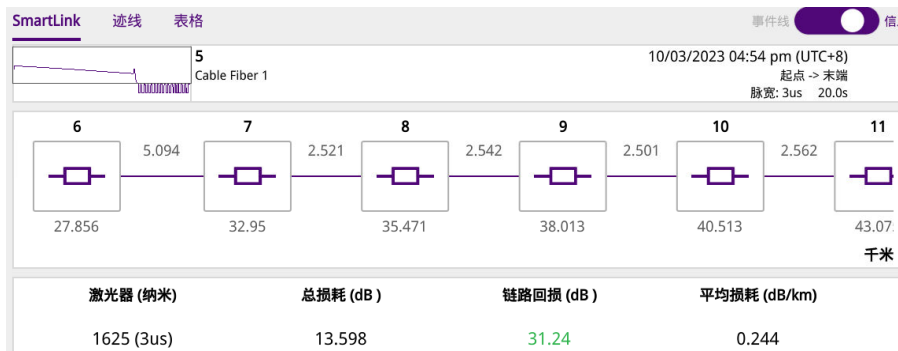 SmartLink 迹线 表格 事件线
5 10/03/2023 04:54 pm (UTC+8)
Cable Fiber 1 起点 -> 末端
脉宽: 3us 20.0s
6 7 8 9 10 11
5.094 2.521 2.542 2.501 2.562
27.856 32.95 35.471 38.013 40.513 43.07
千米
激光器 (纳米) 总损耗 (dB ) 链路回损 (dB ) 平均损耗 (dB/km)
1625 (3us) 13.598 31.24 0.244